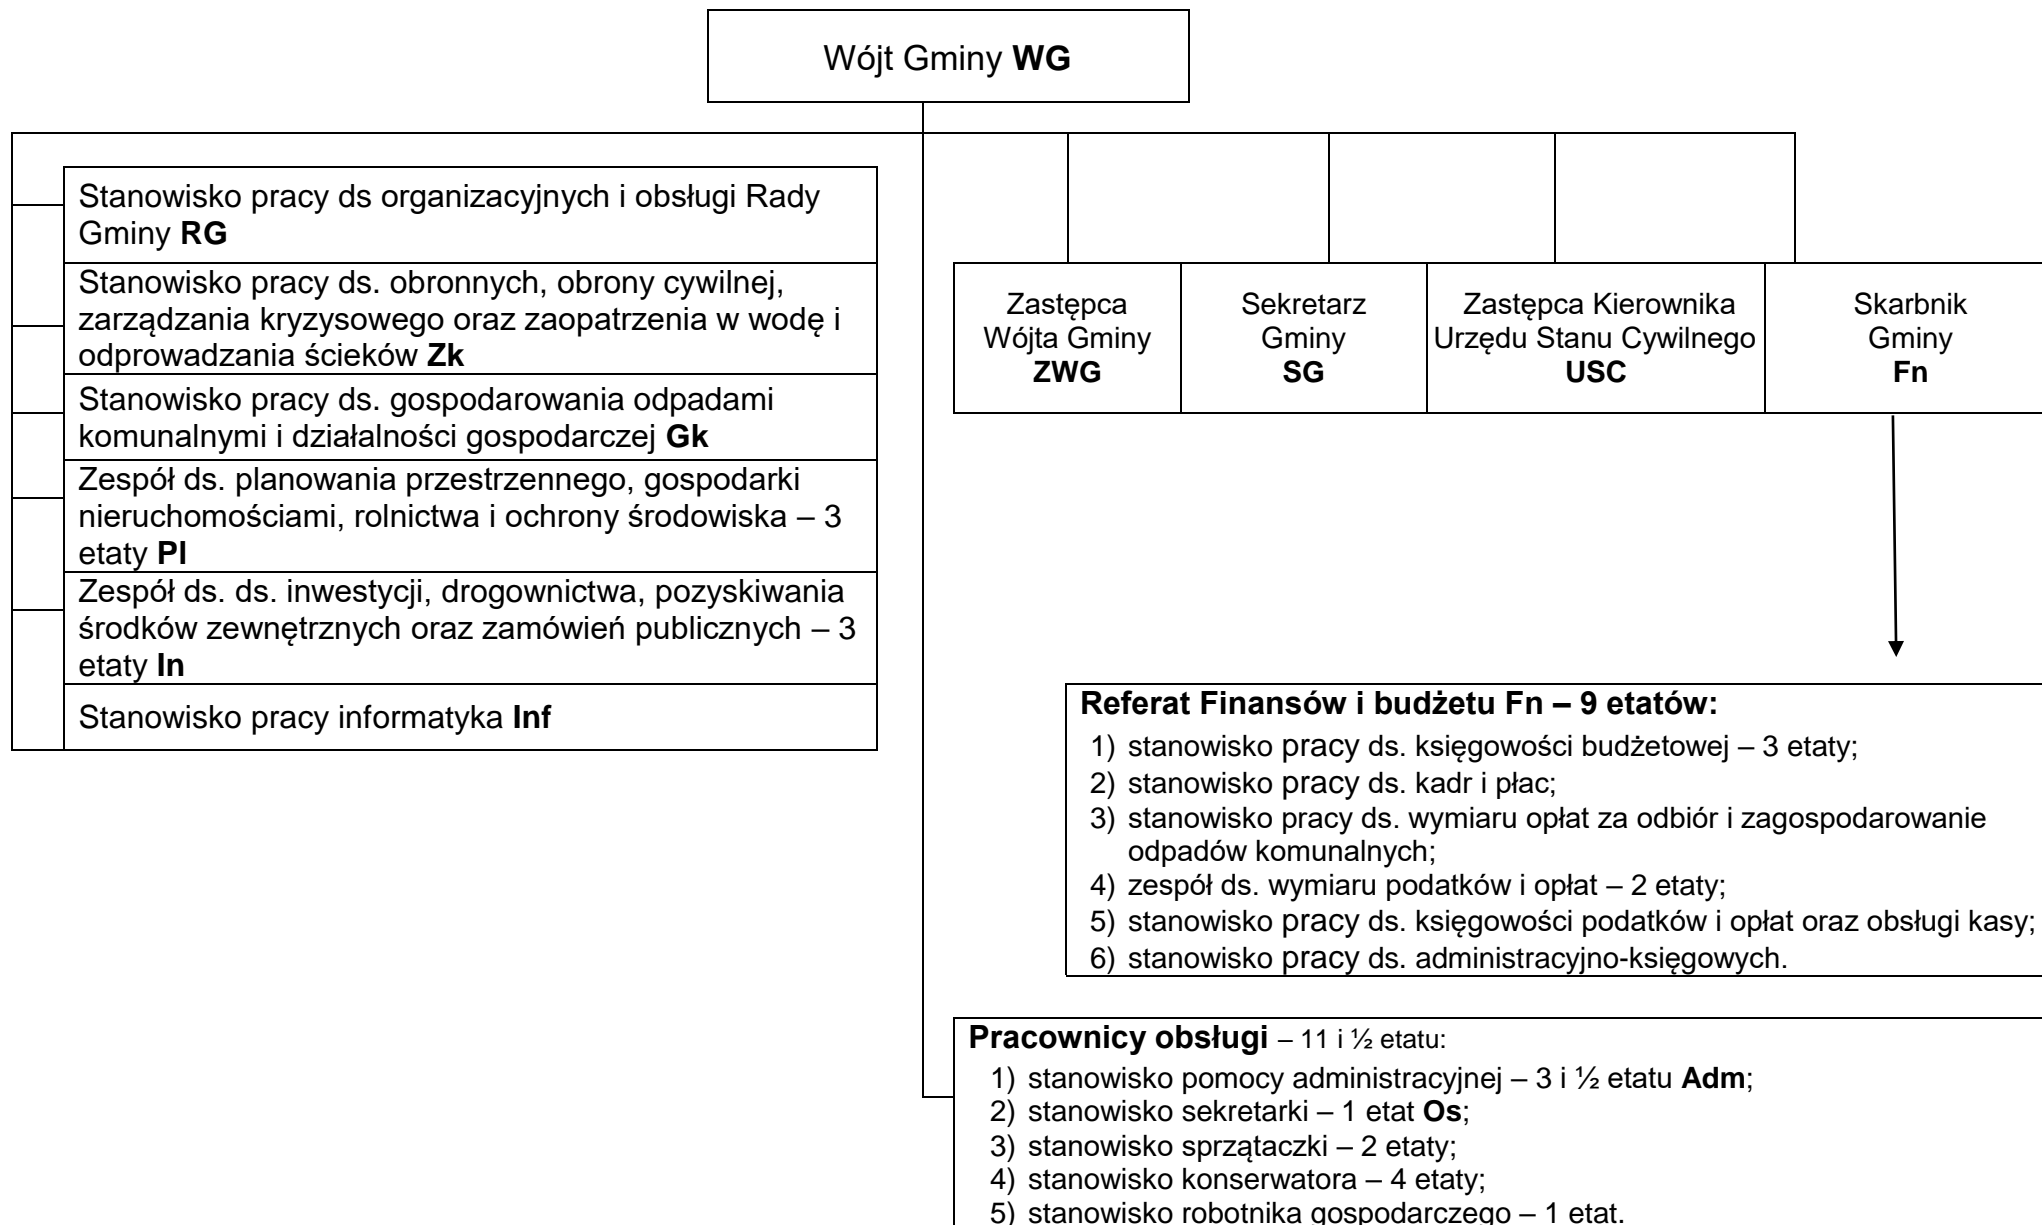 Wójt Gminy WG
Stanowisko pracy ds organizacyjnych i obsługi Rady
Gminy RG
Stanowisko pracy ds. obronnych, obrony cywilnej,
zarządzania kryzysowego oraz zaopatrzenia w wodę i
odprowadzania ścieków Zk
Stanowisko pracy ds. gospodarowania odpadami
komunalnymi i działalności gospodarczej Gk
Zespół ds. planowania przestrzennego, gospodarki
nieruchomościami, rolnictwa i ochrony środowiska – 3
etaty Pl
Zespół ds. ds. inwestycji, drogownictwa, pozyskiwania
środków zewnętrznych oraz zamówień publicznych – 3
etaty In
Stanowisko pracy informatyka Inf
Zastępca
Wójta Gminy
ZWG
Sekretarz
Gminy
SG
Zastępca Kierownika
Urzędu Stanu Cywilnego
USC
Skarbnik
Gminy
Fn
Referat Finansów i budżetu Fn – 9 etatów:
1) stanowisko pracy ds. księgowości budżetowej – 3 etaty;
2) stanowisko pracy ds. kadr i płac;
3) stanowisko pracy ds. wymiaru opłat za odbiór i zagospodarowanie
odpadów komunalnych;
4) zespół ds. wymiaru podatków i opłat – 2 etaty;
5) stanowisko pracy ds. księgowości podatków i opłat oraz obsługi kasy;
6) stanowisko pracy ds. administracyjno-księgowych.
Pracownicy obsługi – 11 i ½ etatu:
1) stanowisko pomocy administracyjnej – 3 i ½ etatu Adm;
2) stanowisko sekretarki – 1 etat Os;
3) stanowisko sprzątaczki – 2 etaty;
4) stanowisko konserwatora – 4 etaty;
5) stanowisko robotnika gospodarczego – 1 etat.